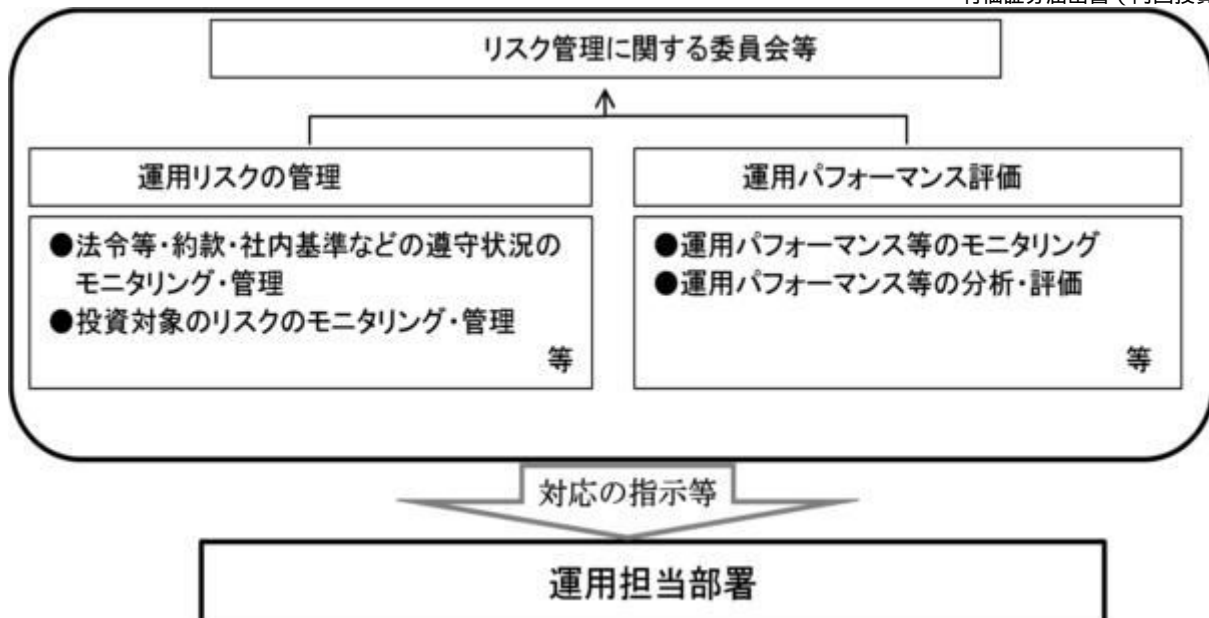 リスク管理に関する委員会等
運用リスクの管理
●法令等・約款・社内基準などの遵守状況の
モニタリング・管理
●投資対象のリスクのモニタリング・管理
等
運用パフォーマンス評価
●運用パフォーマンス等のモニタリング
●運用パフォーマンス等の分析・評価
等
対応の指示等
運用担当部署